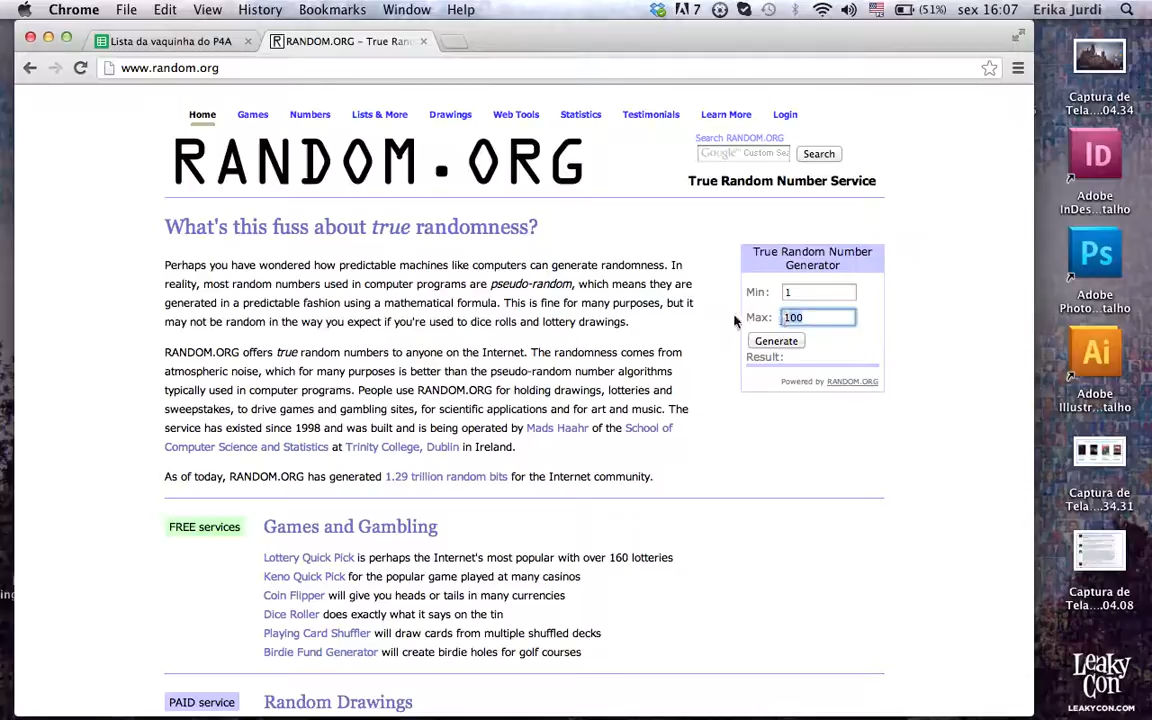 Chrome File Edit View History Bookmarks Window Help 7 (51%) sex 16:07 Erika Jurdi
Lista da vaquinha do P4A
RANDOM.ORG – True Ran
www.random.org
Home Games Numbers Lists & More Drawings Web Tools Statistics Testimonials Learn More Login
RANDOM.ORG
Search RANDOM.ORG
Google™ Custom Sea Search
True Random Number Service
What's this fuss about true randomness?
Perhaps you have wondered how predictable machines like computers can generate randomness. In
reality, most random numbers used in computer programs are pseudo-random, which means they are
generated in a predictable fashion using a mathematical formula. This is fine for many purposes, but it
may not be random in the way you expect if you're used to dice rolls and lottery drawings.
RANDOM.ORG offers true random numbers to anyone on the Internet. The randomness comes from
atmospheric noise, which for many purposes is better than the pseudo-random number algorithms
typically used in computer programs. People use RANDOM.ORG for holding drawings, lotteries and
sweepstakes, to drive games and gambling sites, for scientific applications and for art and music. The
service has existed since 1998 and was built and is being operated by Mads Haahr of the School of
Computer Science and Statistics at Trinity College, Dublin in Ireland.
As of today, RANDOM.ORG has generated 1.29 trillion random bits for the Internet community.
True Random Number
Generator
Min: 1
Max: 100
Generate
Result:
Powered by RANDOM.ORG
FREE services
Games and Gambling
Lottery Quick Pick is perhaps the Internet's most popular with over 160 lotteries
Keno Quick Pick for the popular game played at many casinos
Coin Flipper will give you heads or tails in many currencies
Dice Roller does exactly what it says on the tin
Playing Card Shuffler will draw cards from multiple shuffled decks
Birdie Fund Generator will create birdie holes for golf courses
PAID service
Random Drawings
Captura de
Tela....04.34
Id
Adobe
InDes...talho
Ps
Adobe
Photo...talho
Ai
Adobe
Illustr...talho
Captura de
Tela....34.31
Captura de
Tela....04.08
ing
Leaky
Con
LEAKYCON.COM